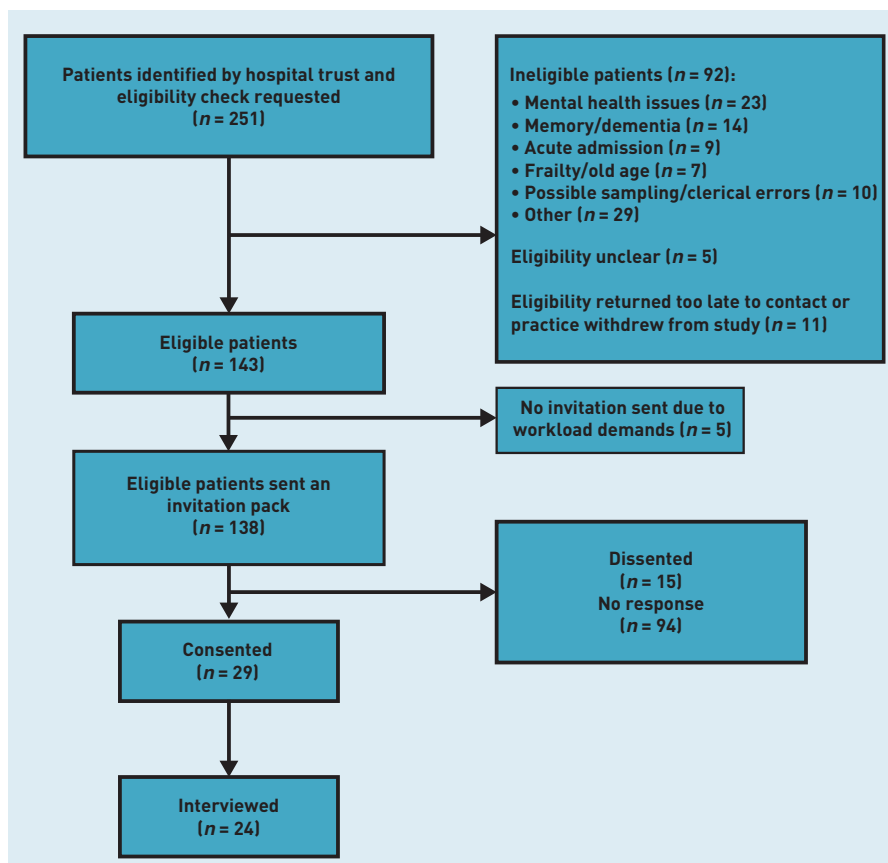 Patients identified by hospital trust and
eligibility check requested
(n = 251)
Ineligible patients (n = 92):
• Mental health issues (n = 23)
• Memory/dementia (n = 14)
• Acute admission (n = 9)
• Frailty/old age (n = 7)
• Possible sampling/clerical errors (n = 10)
• Other (n = 29)
Eligibility unclear (n = 5)
Eligibility returned too late to contact or
practice withdrew from study (n = 11)
Eligible patients
(n = 143)
No invitation sent due to
workload demands (n = 5)
Eligible patients sent an
invitation pack
(n = 138)
Dissented
(n = 15)
No response
(n = 94)
Consented
(n = 29)
Interviewed
(n = 24)